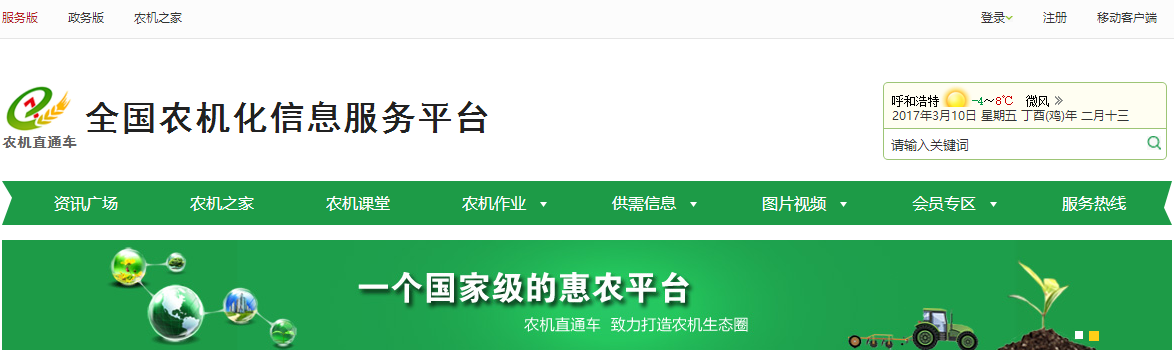 服务版 政务版 农机之家 登录 注册 移动客户端
农机直通车
全国农机化信息服务平台
呼和浩特 -4～8℃ 微风
2017年3月10日 星期五 丁酉(鸡)年 二月十三
请输入关键词
资讯广场 农机之家 农机课堂 农机作业 供需信息 图片视频 会员专区 服务热线
一个国家级的惠农平台
农机直通车 致力打造农机生态圈